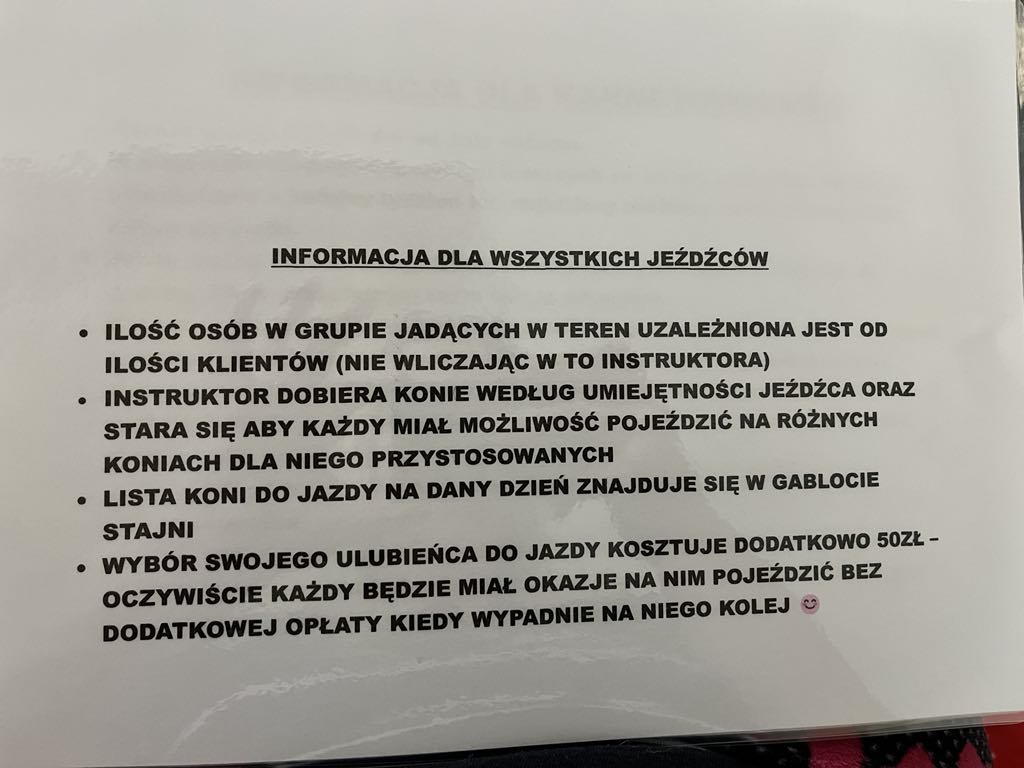 INFORMACJA DLA WSZYSTKICH JEŹDŹCÓW
• ILOŚĆ OSÓB W GRUPIE JADĄCYCH W TEREN UZALEŻNIONA JEST OD
ILOŚCI KLIENTÓW (NIE WLICZAJĄC W TO INSTRUKTORA)
• INSTRUKTOR DOBIERA KONIE WEDŁUG UMIEJĘTNOŚCI JEŹDŹCA ORAZ
STARA SIĘ ABY KAŻDY MIAŁ MOŻLIWOŚĆ POJEŹDZIĆ NA RÓŻNYCH
KONIACH DLA NIEGO PRZYSTOSOWANYCH
• LISTA KONI DO JAZDY NA DANY DZIEŃ ZNAJDUJE SIĘ W GABLOCIE
STAJNI
• WYBÓR SWOJEGO ULUBIEŃCA DO JAZDY KOSZTUJE DODATKOWO 50ZŁ –
OCZYWIŚCIE KAŻDY BĘDZIE MIAŁ OKAZJE NA NIM POJEŹDZIĆ BEZ
DODATKOWEJ OPŁATY KIEDY WYPADNIE NA NIEGO KOLEJ 😊